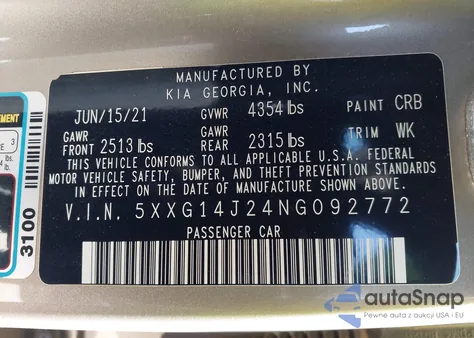 MANUFACTURED BY
KIA GEORGIA, INC.
JUN/15/21 GVWR 4354 lbs PAINT CRB
GAWR FRONT 2513 lbs GAWR REAR 2315 lbs TRIM WK
THIS VEHICLE CONFORMS TO ALL APPLICABLE U.S. FEDERAL
MOTOR VEHICLE SAFETY, BUMPER, AND THEFT PREVENTION STANDARDS
IN EFFECT ON THE DATE OF MANUFACTURE SHOWN ABOVE.
V.I.N. 5XXG14J24NG092772
PASSENGER CAR
EMENT
3
lbs.
3100
autoSnap
Pewne auta z aukcji USA i EU